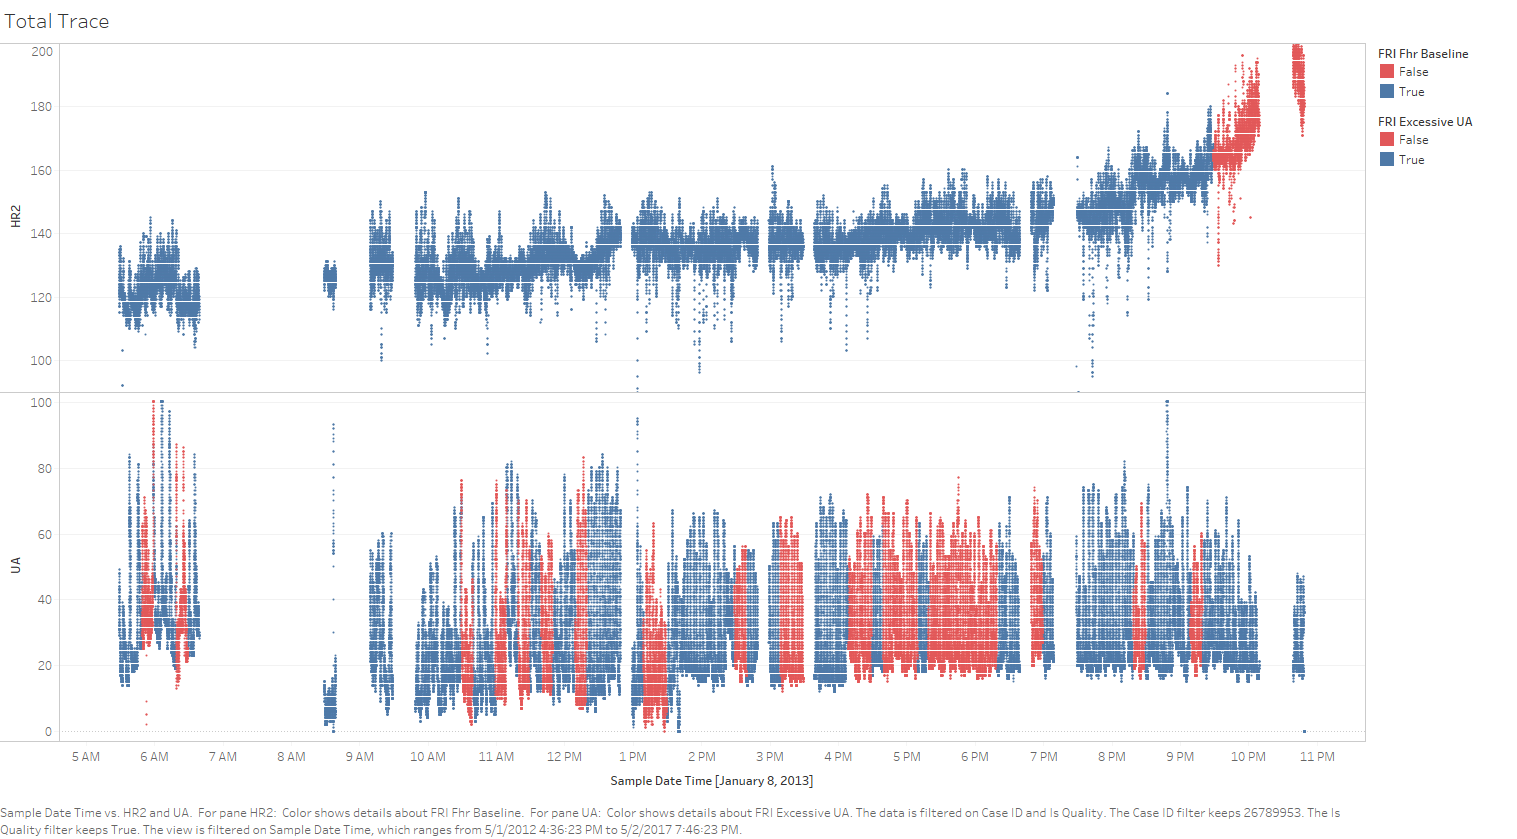 Total Trace
FRI Fhr Baseline
False
True
FRI Excessive UA
False
True
HR2
200
180
160
140
120
100
UA
100
80
60
40
20
0
5 AM 6 AM 7 AM 8 AM 9 AM 10 AM 11 AM 12 PM 1 PM 2 PM 3 PM 4 PM 5 PM 6 PM 7 PM 8 PM 9 PM 10 PM 11 PM
Sample Date Time [January 8, 2013]
Sample Date Time vs. HR2 and UA.  For pane HR2:  Color shows details about FRI Fhr Baseline.  For pane UA:  Color shows details about FRI Excessive UA. The data is filtered on Case ID and Is Quality. The Case ID filter keeps 26789953. The Is
Quality filter keeps True. The view is filtered on Sample Date Time, which ranges from 5/1/2012 4:36:23 PM to 5/2/2017 7:46:23 PM.